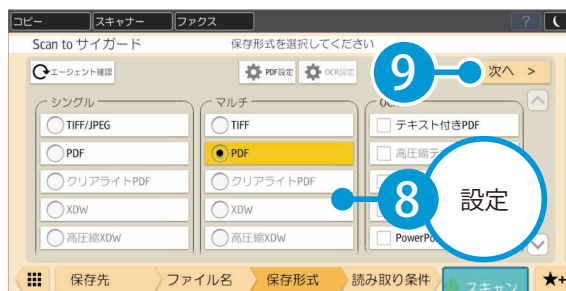 コピー スキャナー ファクス ?
Scan to サイガード 保存形式を選択してください
エージェント確認 PDF設定 OCR設定 9 次へ >
シングル マルチ
TIFF/JPEG TIFF テキスト付きPDF
PDF PDF 高圧縮
クリアライトPDF クリアライトPDF
XDW XDW 8 設定
高圧縮XDW 高圧縮XDW
保存先 ファイル名 保存形式 読み取り条件 スキャン ★+